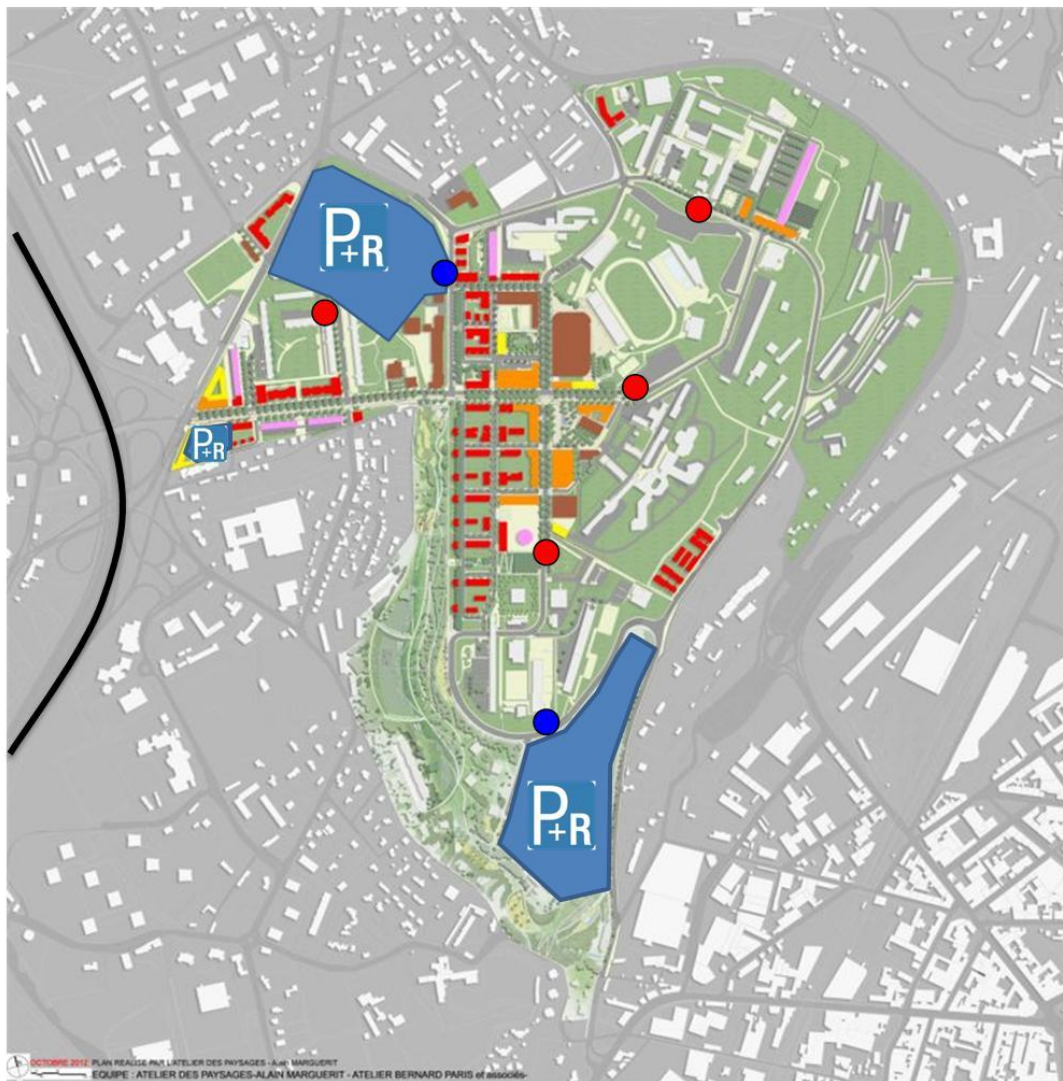 P+R
P+R
P+R
OCTOBRE 2012 PLAN REALISE PAR L'ATELIER DES PAYSAGES - Alain MARGUERIT
EQUIPE : ATELIER DES PAYSAGES-ALAIN MARGUERIT - ATELIER BERNARD PARIS et associés-